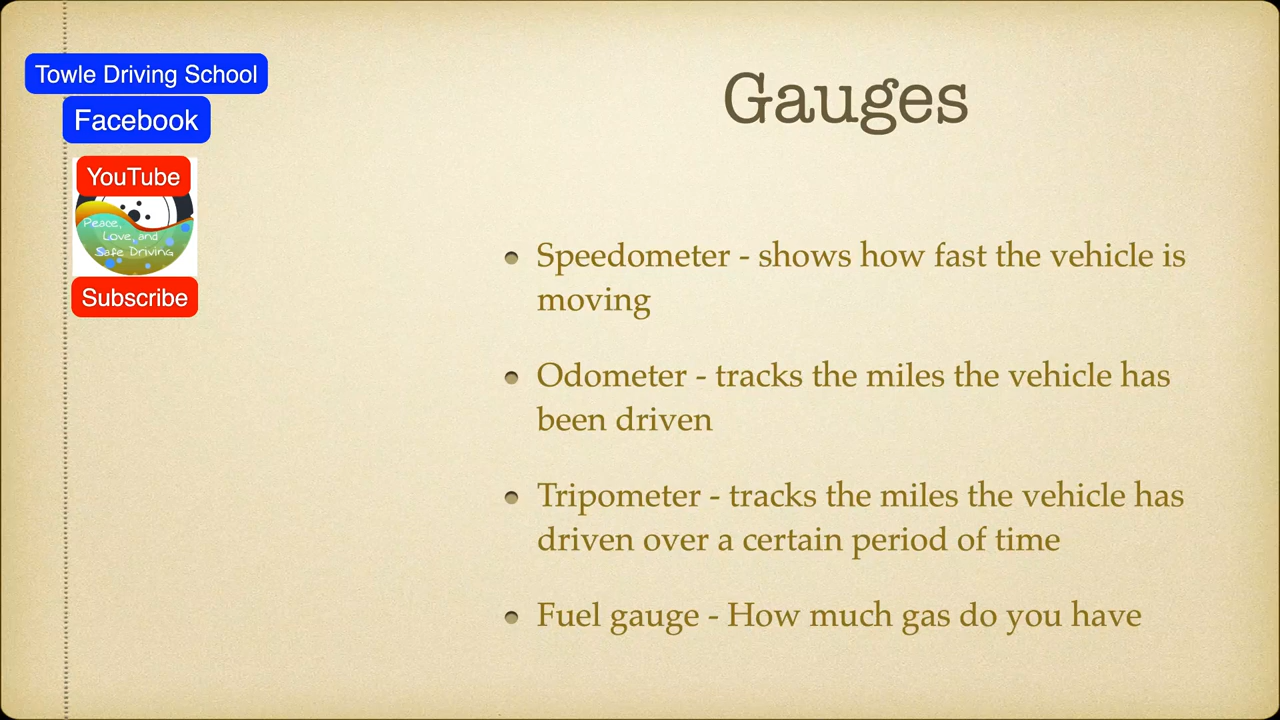 Towle Driving School
Facebook
YouTube
Peace,
Love, and
Safe Driving
Subscribe
Gauges
Speedometer - shows how fast the vehicle is
moving
Odometer - tracks the miles the vehicle has
been driven
Tripometer - tracks the miles the vehicle has
driven over a certain period of time
Fuel gauge - How much gas do you have